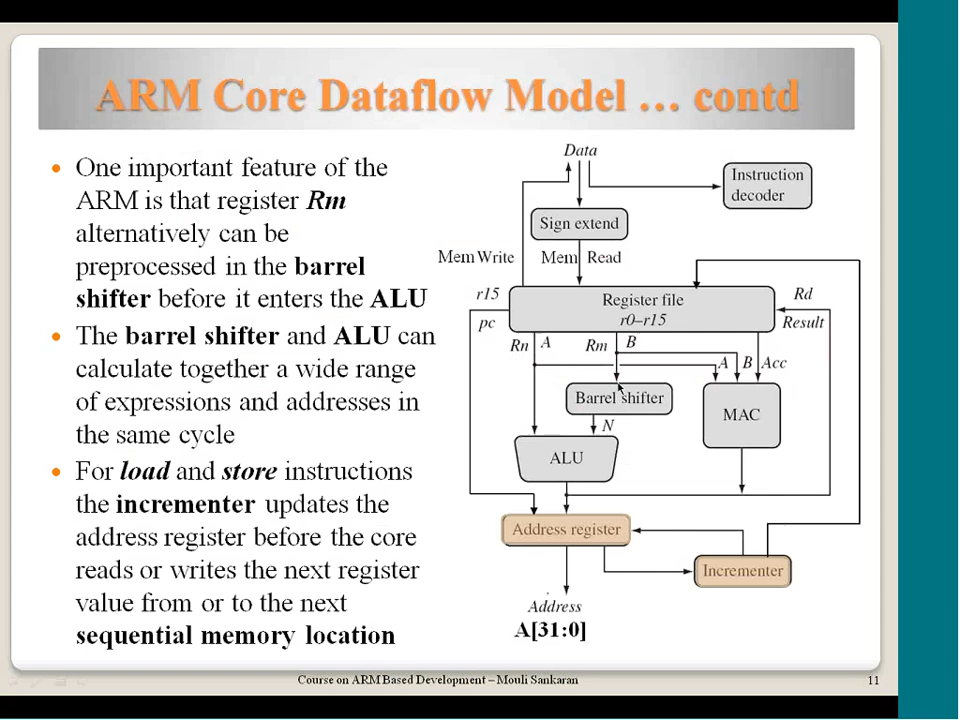 ARM Core Dataflow Model … contd
• One important feature of the
ARM is that register Rm
alternatively can be
preprocessed in the barrel
shifter before it enters the ALU
• The barrel shifter and ALU can
calculate together a wide range
of expressions and addresses in
the same cycle
• For load and store instructions
the incrementer updates the
address register before the core
reads or writes the next register
value from or to the next
sequential memory location
Data
Instruction
decoder
Sign extend
Mem Write
Mem Read
r15
pc
Register file
r0–r15
Rd
Result
Rn A
Rm B
A B Acc
Barrel shifter
N
MAC
ALU
Address register
Incrementer
Address
A[31:0]
Course on ARM Based Development – Mouli Sankaran
11